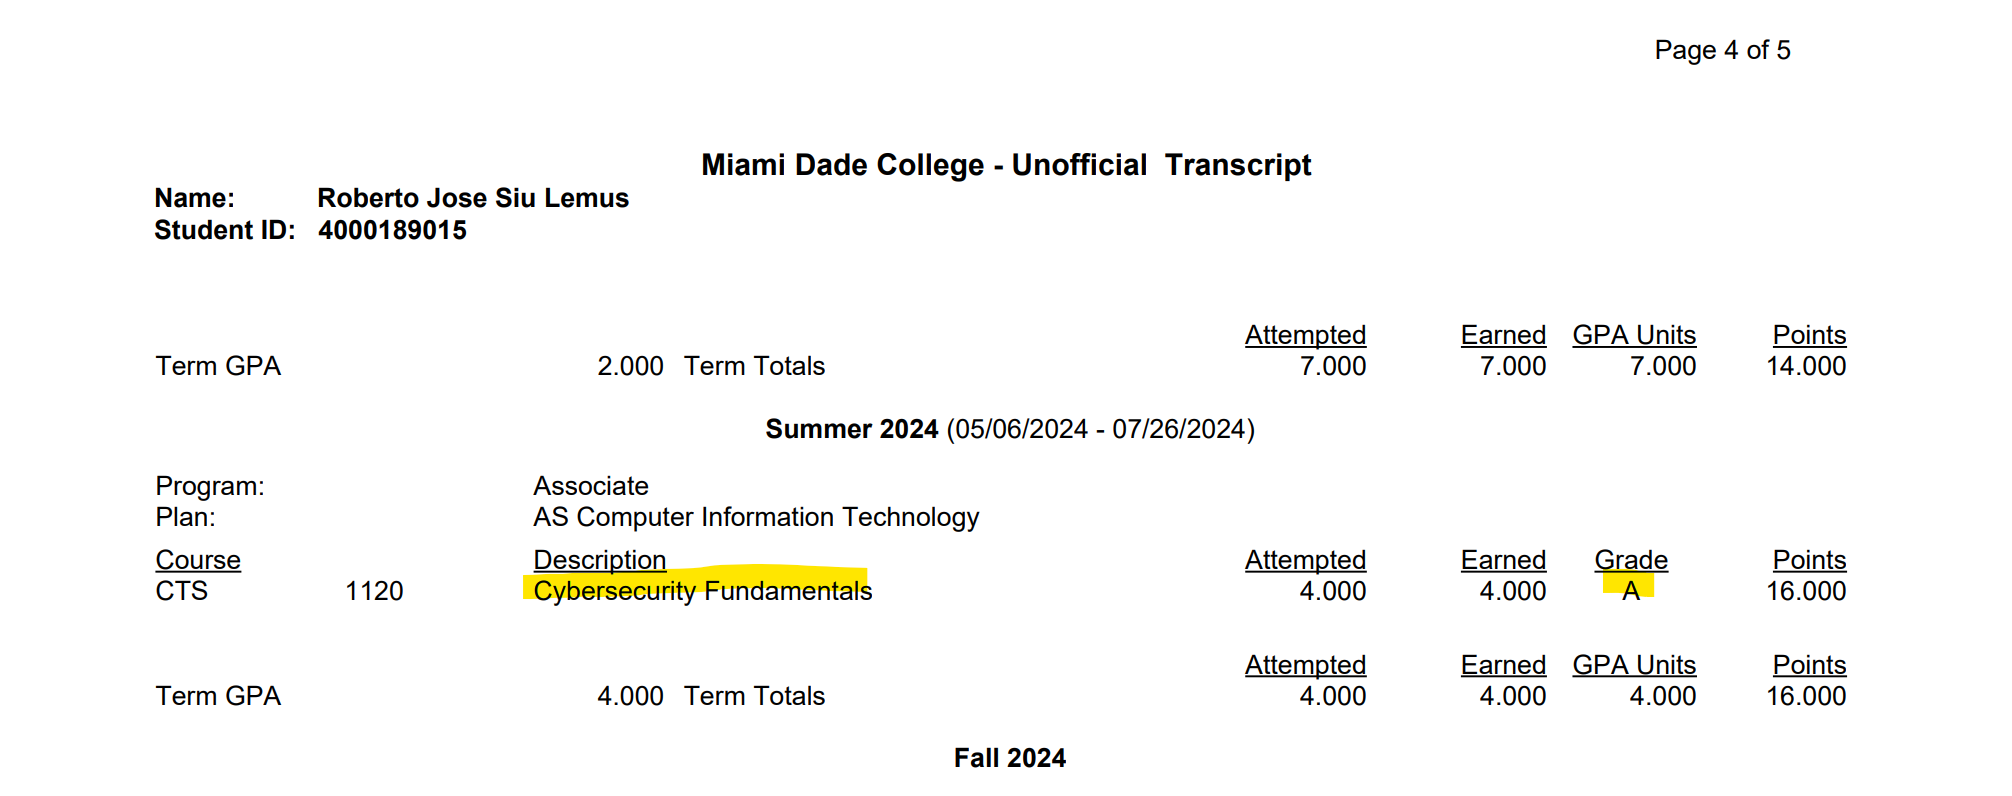 Page 4 of 5
Miami Dade College - Unofficial Transcript
Name: Roberto Jose Siu Lemus
Student ID: 4000189015
Attempted Earned GPA Units Points
Term GPA 2.000 Term Totals 7.000 7.000 7.000 14.000
Summer 2024 (05/06/2024 - 07/26/2024)
Program: Associate
Plan: AS Computer Information Technology
Course Description Attempted Earned Grade Points
CTS 1120 Cybersecurity Fundamentals 4.000 4.000 A 16.000
Attempted Earned GPA Units Points
Term GPA 4.000 Term Totals 4.000 4.000 4.000 16.000
Fall 2024